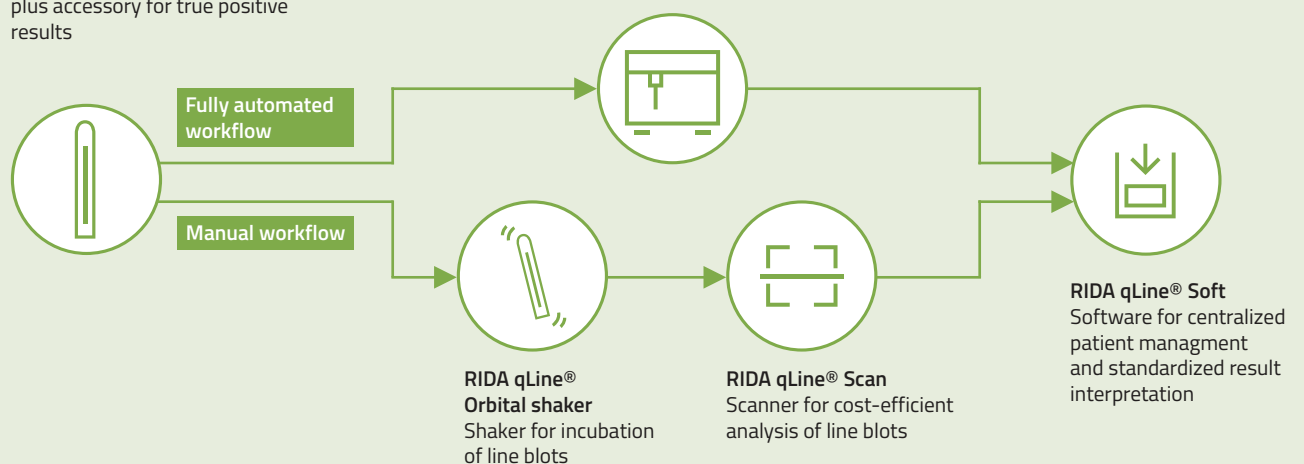 plus accessory for true positive
results
Fully automated
workflow
Manual workflow
RIDA qLine®
Orbital shaker
Shaker for incubation
of line blots
RIDA qLine® Scan
Scanner for cost-efficient
analysis of line blots
RIDA qLine® Soft
Software for centralized
patient managment
and standardized result
interpretation